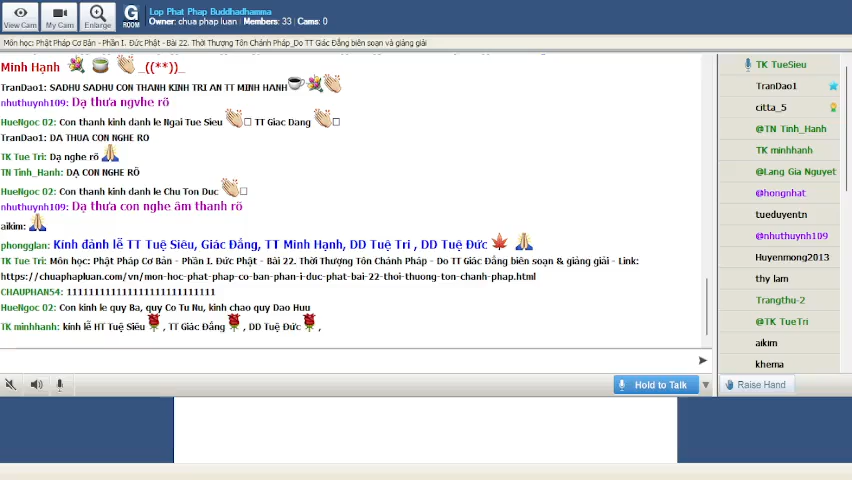 View Cam
My Cam
Enlarge
G
ROOM
Lop Phat Phap Buddhadhamma
Owner: chua phap luan | Members: 33 | Cams: 0
Môn học: Phật Pháp Cơ Bản - Phần I. Đức Phật -Bài 22. Thời Thượng Tôn Chánh Pháp_Do TT Giác Đẳng biên soạn và giảng giải
Minh Hạnh _((**))_
TranDao1: SADHU SADHU CON THANH KINH TRI AN TT MINH HANH
nhuthuynh109: Dạ thưa ngvhe rõ
HueNgoc 02: Con thanh kinh danh le Ngai Tue Sieu TT Giac Dang
TranDao1: DA THUA CON NGHE RO
TK Tue Tri: Dạ nghe rõ
TN Tinh_Hanh: DẠ CON NGHE RÕ
HueNgoc 02: Con thanh kinh danh le Chu Ton Duc
nhuthuynh109: Dạ thưa con nghe âm thanh rõ
aikim:
phongglan: Kính đảnh lễ TT Tuệ Siêu, Giác Đẳng, TT Minh Hạnh, DD Tuệ Tri , DD Tuệ Đức
TK Tue Tri: Môn học: Phật Pháp Cơ Bản - Phần I. Đức Phật - Bài 22. Thời Thượng Tôn Chánh Pháp - Do TT Giác Đẳng biên soạn & giảng giải - Link:
https://chuaphapluan.com/vn/mon-hoc-phat-phap-co-ban-phan-i-duc-phat-bai-22-thoi-thuong-ton-chanh-phap.html
CHAUPHAN54: 111111111111111111111111111
HueNgoc 02: Con kinh le quy Ba, quy Co Tu Nu, kinh chao quy Dao Huu
TK minhhanh: kính lễ HT Tuệ Siêu , TT Giác Đẳng , DD Tuệ Đức ,
Hold to Talk
TK TueSieu
TranDao1
citta_5
@TN Tinh_Hanh
TK minhhanh
@Lang Gia Nguyet
@hongnhat
tueduyentn
@nhuthuynh109
Huyenmong2013
thy lam
Trangthu-2
@TK TueTri
aikim
khema
Raise Hand